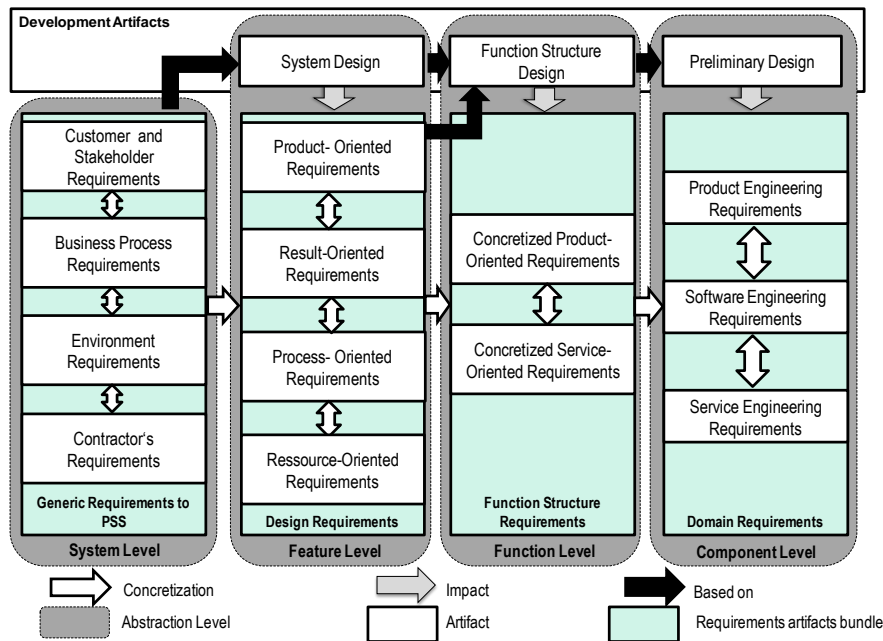 Development Artifacts
System Design
Function Structure
Design
Preliminary Design
Customer and
Stakeholder
Requirements
Business Process
Requirements
Environment
Requirements
Contractor's
Requirements
Generic Requirements to
PSS
System Level
Product- Oriented
Requirements
Result-Oriented
Requirements
Process- Oriented
Requirements
Ressource-Oriented
Requirements
Design Requirements
Feature Level
Concretized Product-
Oriented Requirements
Concretized Service-
Oriented Requirements
Function Structure
Requirements
Function Level
Product Engineering
Requirements
Software Engineering
Requirements
Service Engineering
Requirements
Domain Requirements
Component Level
Concretization
Impact
Based on
Abstraction Level
Artifact
Requirements artifacts bundle